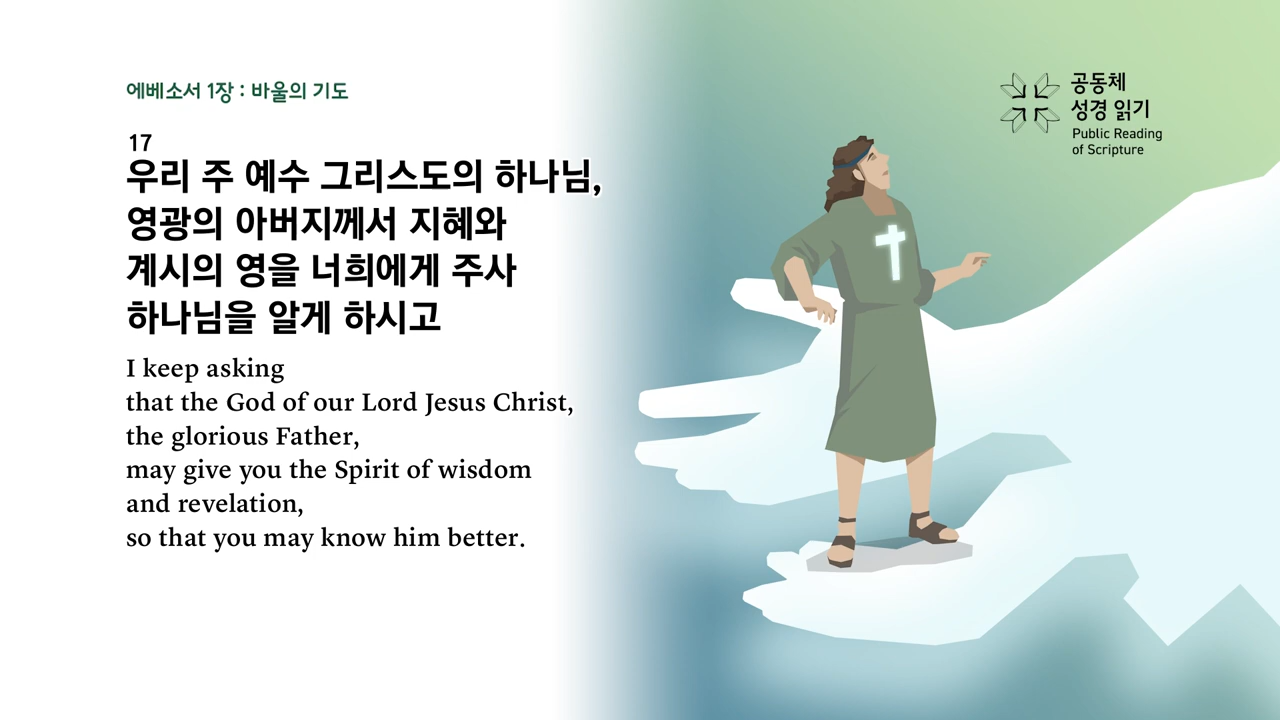 에베소서 1장 : 바울의 기도
17
우리 주 예수 그리스도의 하나님,
영광의 아버지께서 지혜와
계시의 영을 너희에게 주사
하나님을 알게 하시고
I keep asking
that the God of our Lord Jesus Christ,
the glorious Father,
may give you the Spirit of wisdom
and revelation,
so that you may know him better.
공동체
성경 읽기
Public Reading
of Scripture